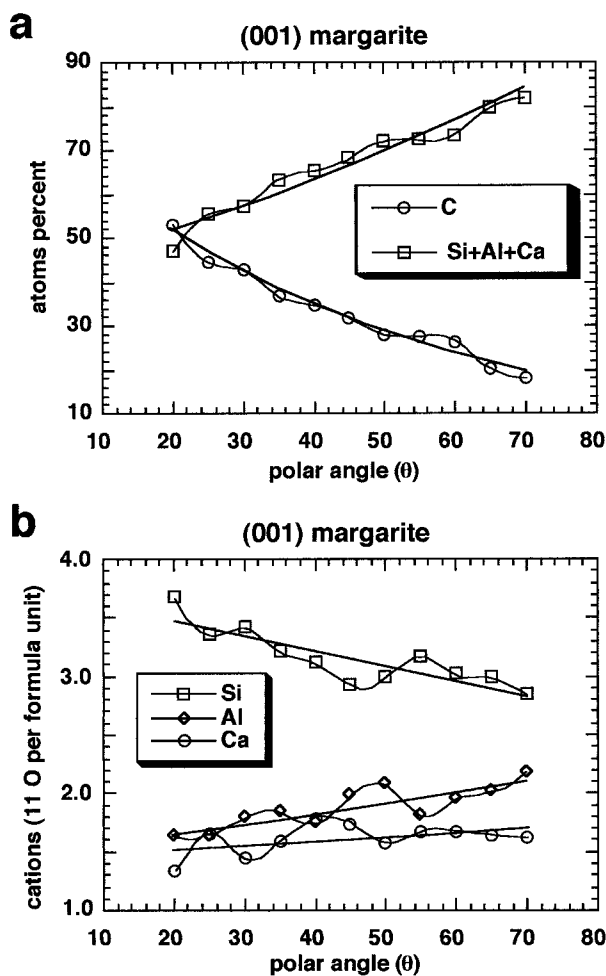 a
(001) margarite
90
70
50
30
10
atoms percent
C
Si+Al+Ca
10 20 30 40 50 60 70 80
polar angle (θ)
b
(001) margarite
4.0
3.0
2.0
1.0
cations (11 O per formula unit)
Si
Al
Ca
10 20 30 40 50 60 70 80
polar angle (θ)